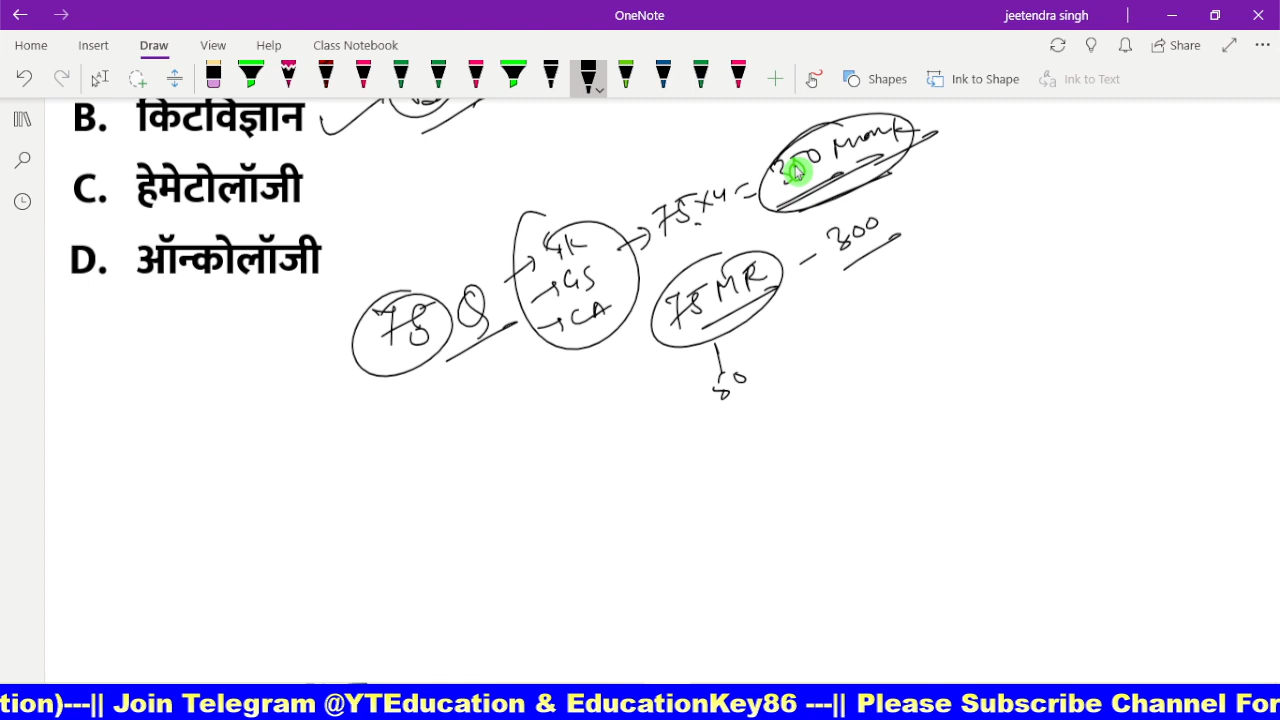 OneNote
jeetendra singh
Home Insert Draw View Help Class Notebook
Share
Shapes
Ink to Shape
Ink to Text
B. किटविज्ञान
C. हेमेटोलॉजी
D. ऑन्कोलॉजी
300 Mark
75x4 =
GK
GS
CA
75 Q
75 MR - 300
50
tion)---|| Join Telegram @YTEducation & EducationKey86 ---|| Please Subscribe Channel For